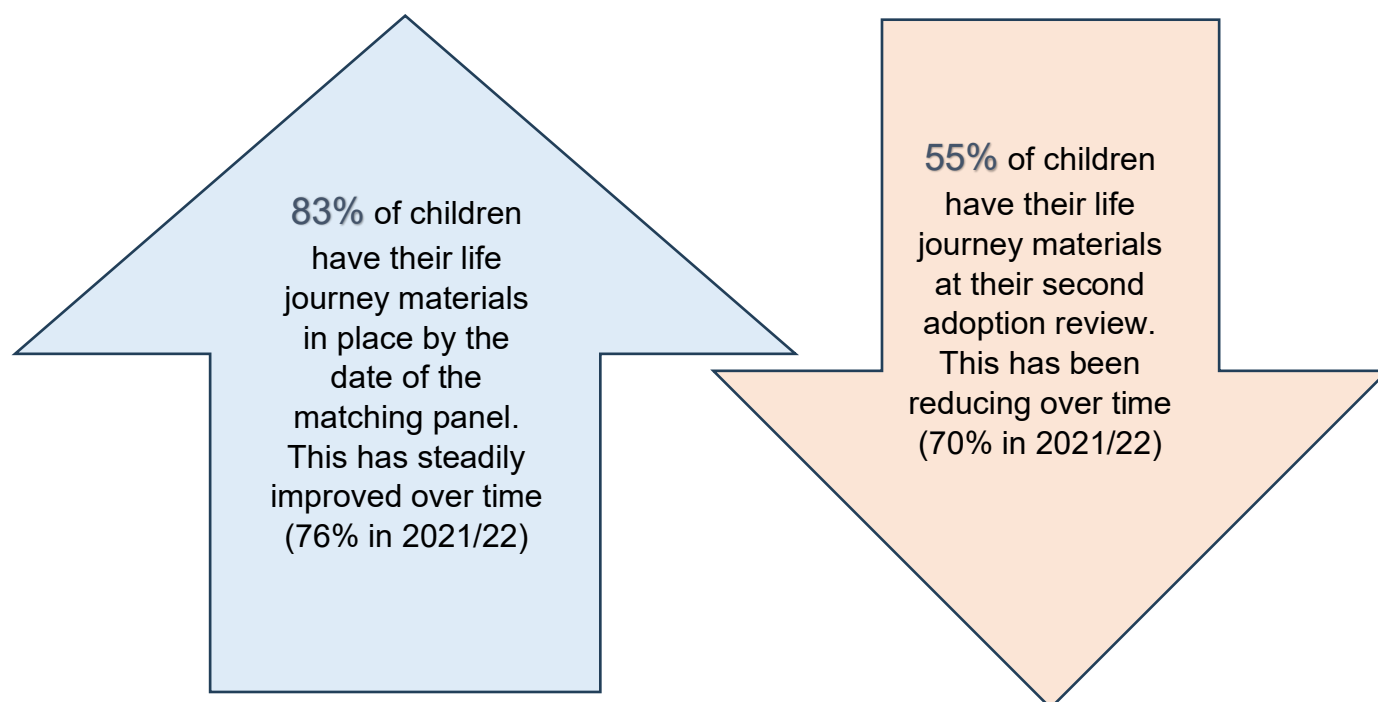 83% of children
have their life
journey materials
in place by the
date of the
matching panel.
This has steadily
improved over time
(76% in 2021/22)
55% of children
have their life
journey materials
at their second
adoption review.
This has been
reducing over time
(70% in 2021/22)